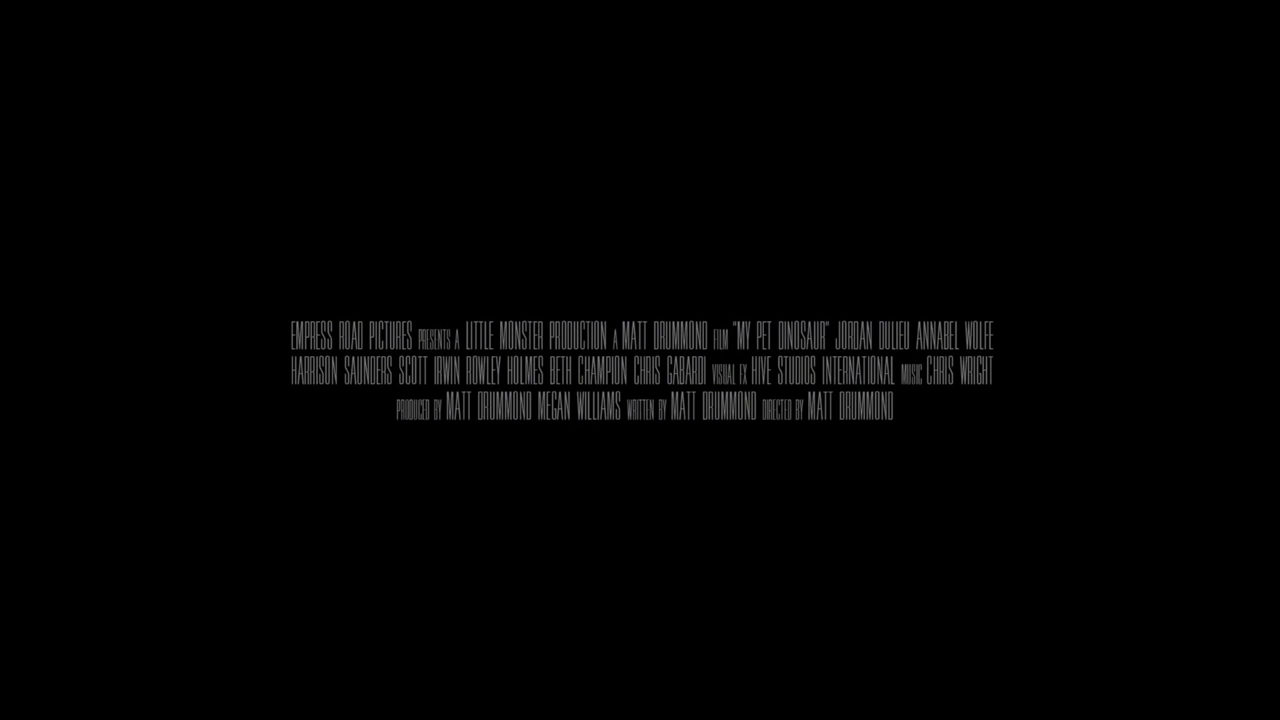 EMPRESS ROAD PICTURES PRESENTS A LITTLE MONSTER PRODUCTION A MATT DRUMMOND FILM "MY PET DINOSAUR" JORDAN DULIEU ANNABEL WOLFE
HARRISON SAUNDERS SCOTT IRWIN ROWLEY HOLMES BETH CHAMPION CHRIS GABARDI VISUAL FX HIVE STUDIOS INTERNATIONAL MUSIC CHRIS WRIGHT
PRODUCED BY MATT DRUMMOND MEGAN WILLIAMS WRITTEN BY MATT DRUMMOND DIRECTED BY MATT DRUMMOND